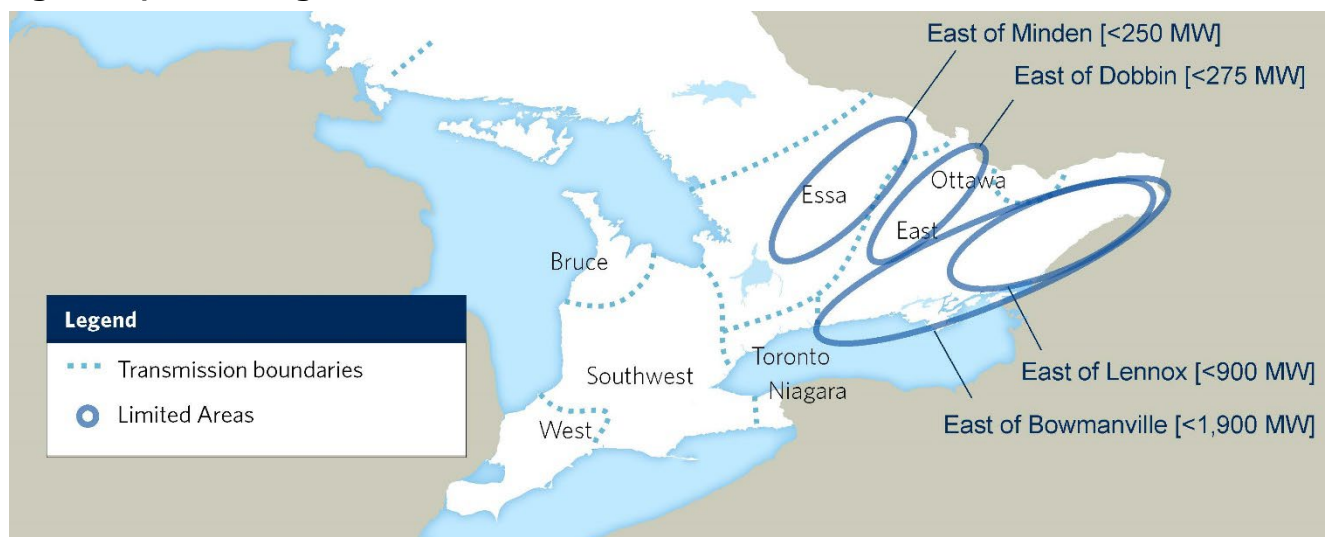 East of Minden [<250 MW]
East of Dobbin [<275 MW]
Essa
Ottawa
East
Bruce
Legend
Transmission boundaries
Limited Areas
Toronto
Southwest
Niagara
West
East of Lennox [<900 MW]
East of Bowmanville [<1,900 MW]